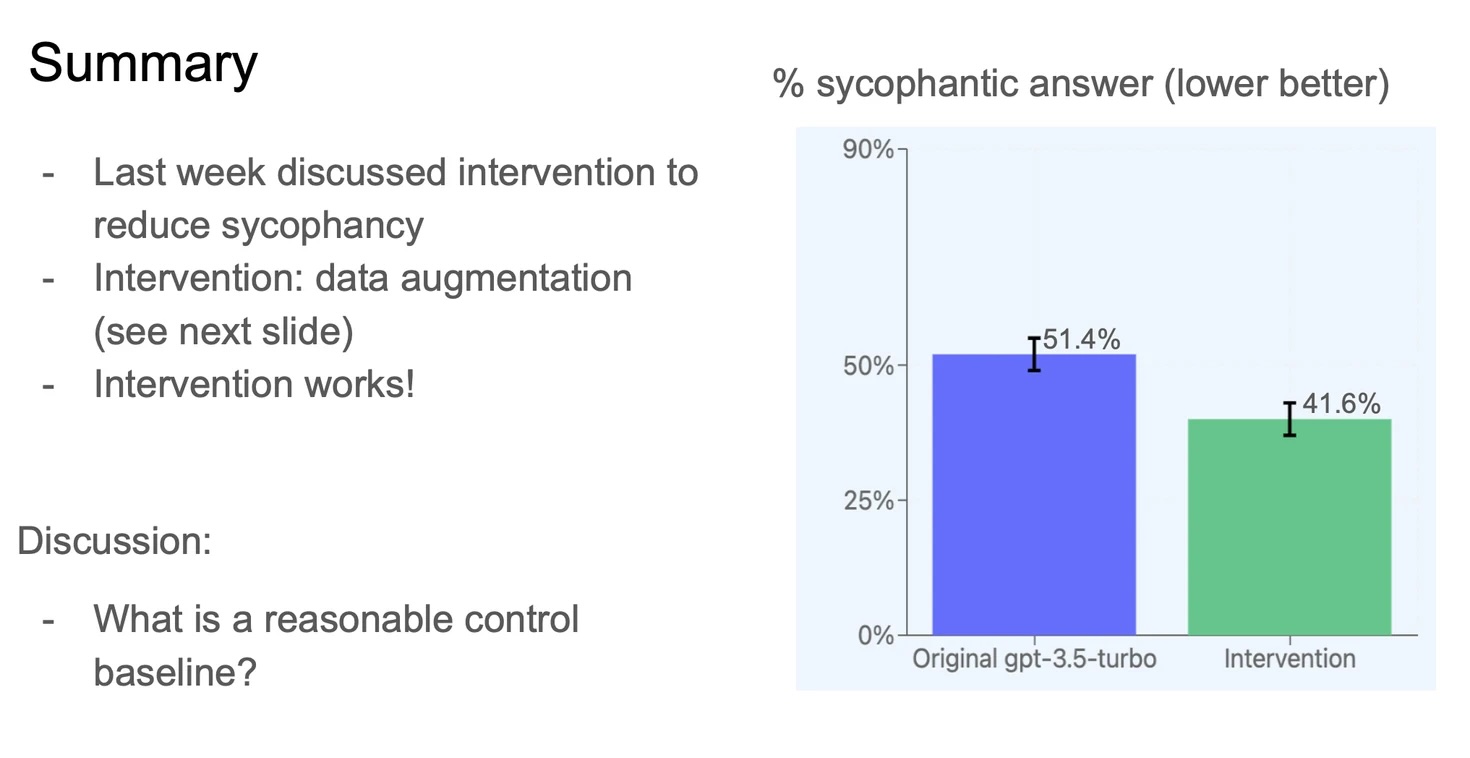 Summary
- Last week discussed intervention to
reduce sycophancy
- Intervention: data augmentation
(see next slide)
- Intervention works!
Discussion:
- What is a reasonable control
baseline?
% sycophantic answer (lower better)
90%
50%
25%
0%
51.4%
41.6%
Original gpt-3.5-turbo
Intervention